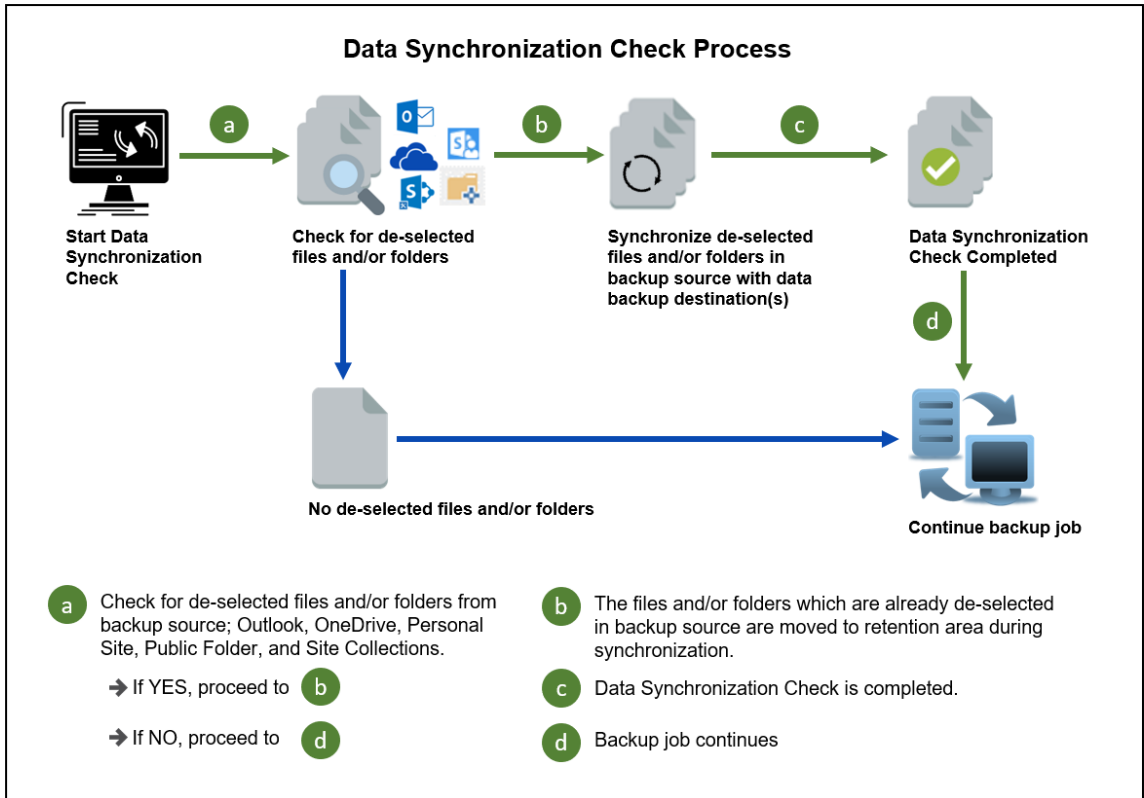 Data Synchronization Check Process
a
b
c
Start Data
Synchronization
Check
Check for de-selected
files and/or folders
Synchronize de-selected
files and/or folders in
backup source with data
backup destination(s)
Data Synchronization
Check Completed
d
No de-selected files and/or folders
Continue backup job
a
Check for de-selected files and/or folders from
backup source; Outlook, OneDrive, Personal
Site, Public Folder, and Site Collections.
➔ If YES, proceed to b
➔ If NO, proceed to d
b
The files and/or folders which are already de-selected
in backup source are moved to retention area during
synchronization.
c Data Synchronization Check is completed.
d Backup job continues